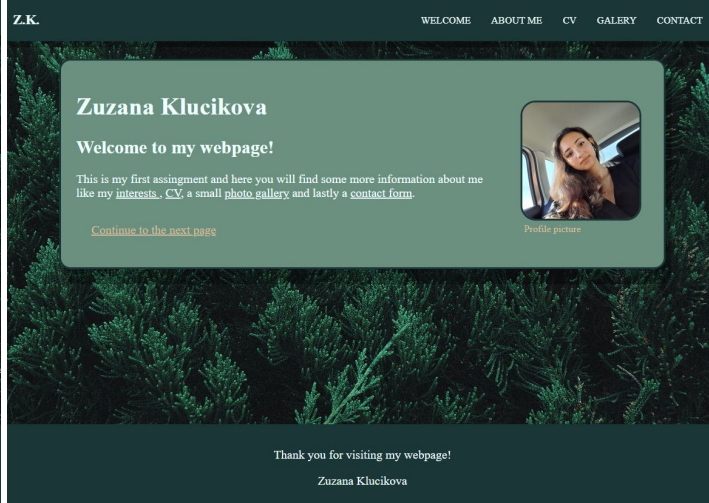 Z.K.
WELCOME ABOUT ME CV GALERY CONTACT
Zuzana Klucikova
Welcome to my webpage!
This is my first assingment and here you will find some more information about me
like my interests , CV, a small photo gallery and lastly a contact form.
Continue to the next page
Profile picture
Thank you for visiting my webpage!
Zuzana Klucikova